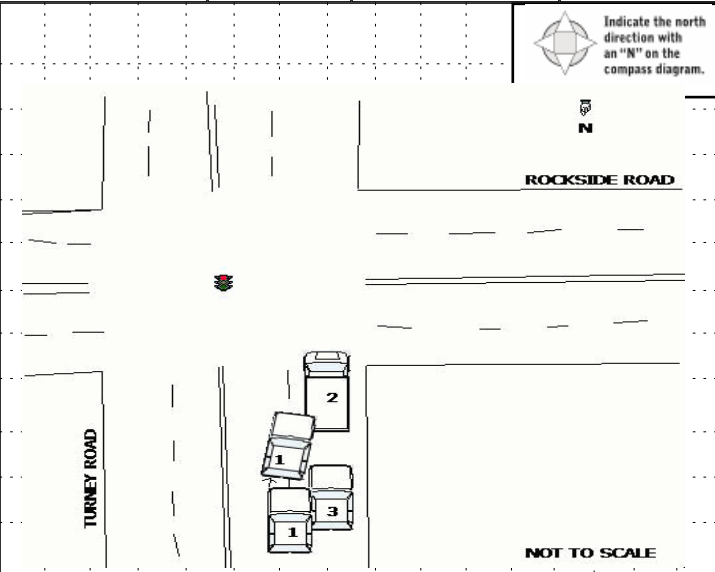 Indicate the north
direction with
an "N" on the
compass diagram.
N
ROCKSIDE ROAD
2
1
3
1
TURNEY ROAD
NOT TO SCALE